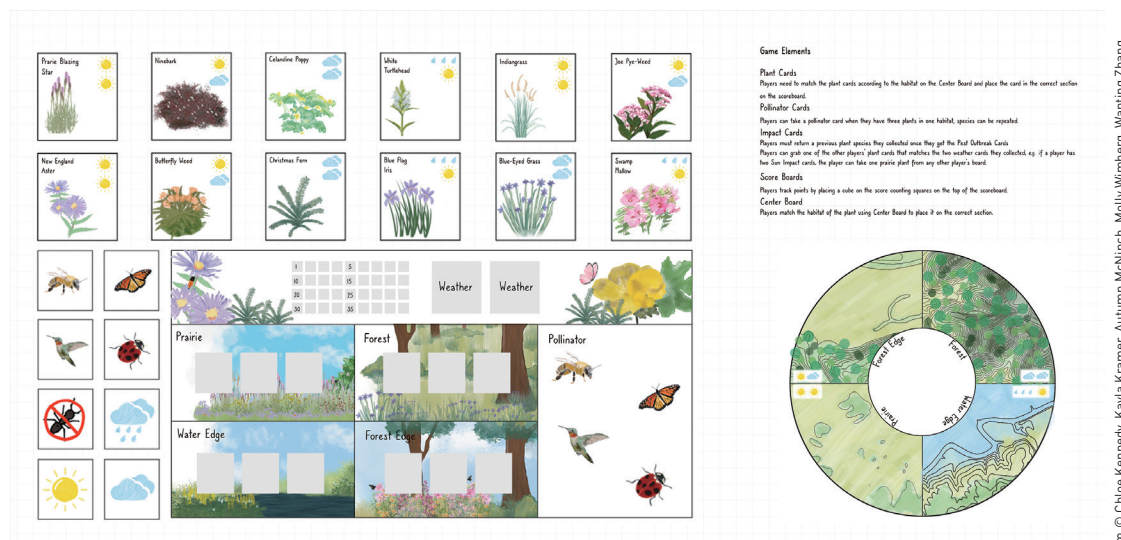 Prarie Blazing
Star
Ninebark
Celandine Poppy
White
Turtlehead
Indiangrass
Joe Pye-Weed
New England
Aster
Butterfly Weed
Christmas Fern
Blue Flag
Iris
Blue-Eyed Grass
Swamp
Mallow
1
5
10
15
20
25
30
35
Weather
Weather
Prairie
Forest
Pollinator
Water Edge
Forest Edge
Game Elements
Plant Cards
Players need to match the plant cards according to the habitat on the Center Board and place the card in the correct section
on the scoreboard.
Pollinator Cards
Players can take a pollinator card when they have three plants in one habitat, species can be repeated.
Impact Cards
Players must return a previous plant species they collected once they get the Pest Outbreak Cards
Players can grab one of the other players' plant cards that matches the two weather cards they collected, e.g. if a player has
two Sun Impact cards, the player can take one prairie plant from any other player's board.
Score Boards
Players track points by placing a cube on the score counting squares on the top of the scoreboard.
Center Board
Players match the habitat of the plant using Center Board to place it on the correct section.
Forest Edge
Forest
Prairie
Water Edge
© Chloe Kennedy, Kayla Kramer, Autumn McNinch, Molly Wimberg, Wanting Zhang